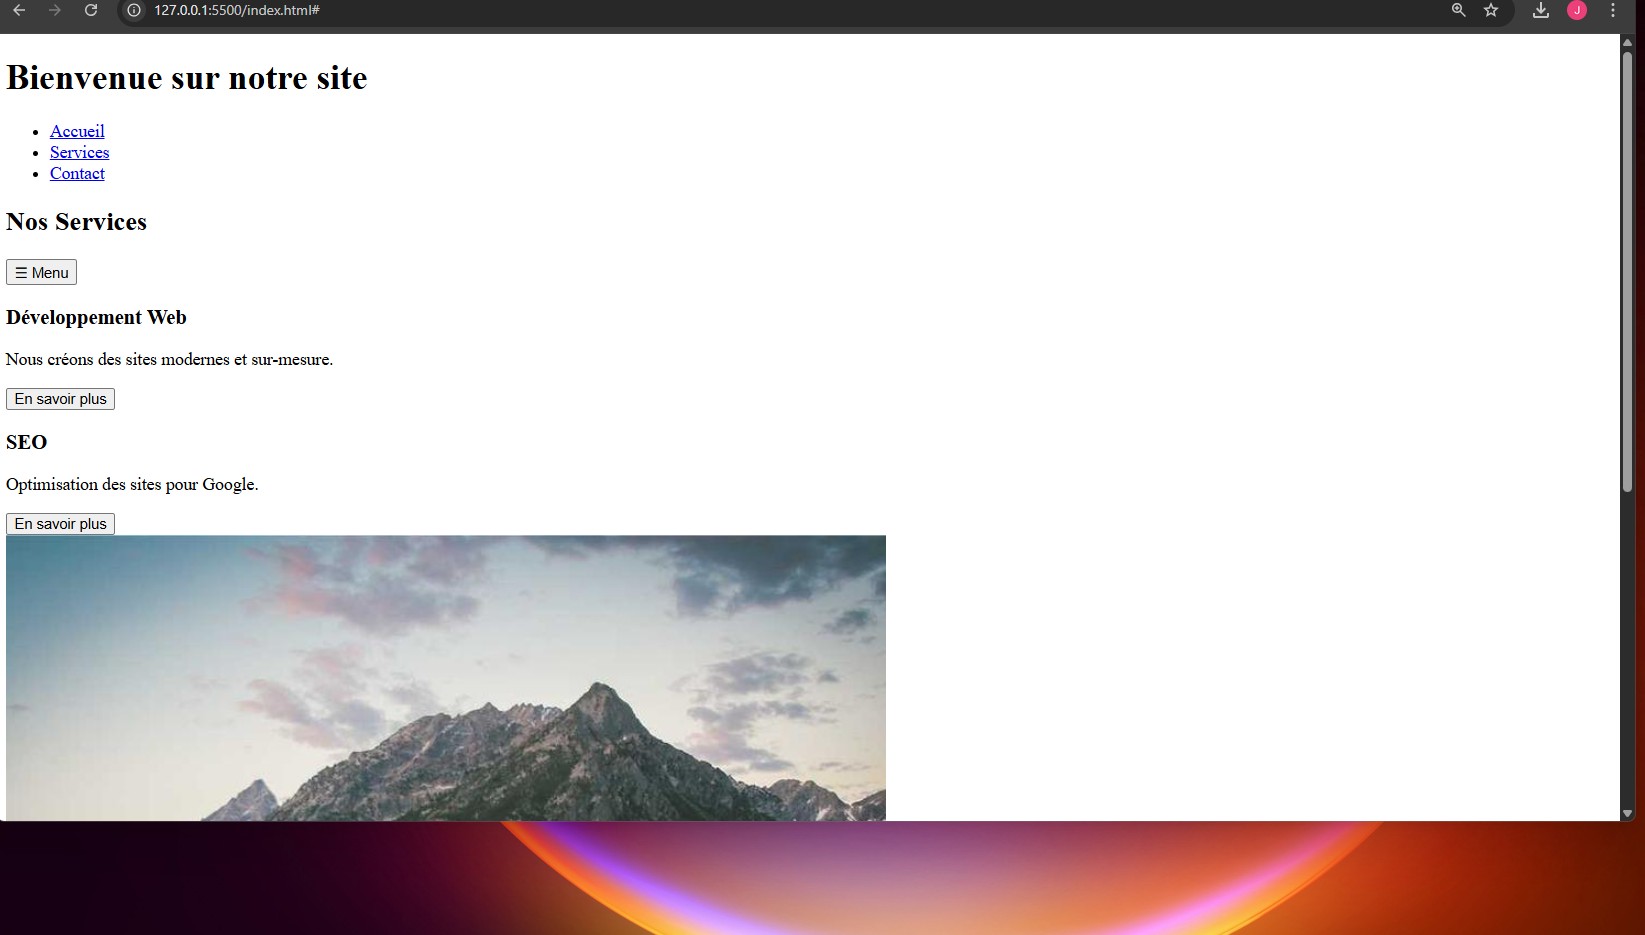 127.0.0.1:5500/index.html#
J
Bienvenue sur notre site
Accueil
Services
Contact
Nos Services
☰ Menu
Développement Web
Nous créons des sites modernes et sur-mesure.
En savoir plus
SEO
Optimisation des sites pour Google.
En savoir plus